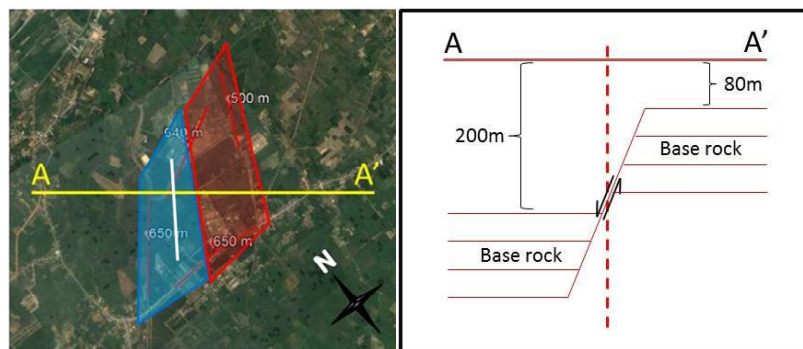 500 m
640 m
A A'
650 m 650 m
N
A A'
80m
200m
Base rock
Base rock